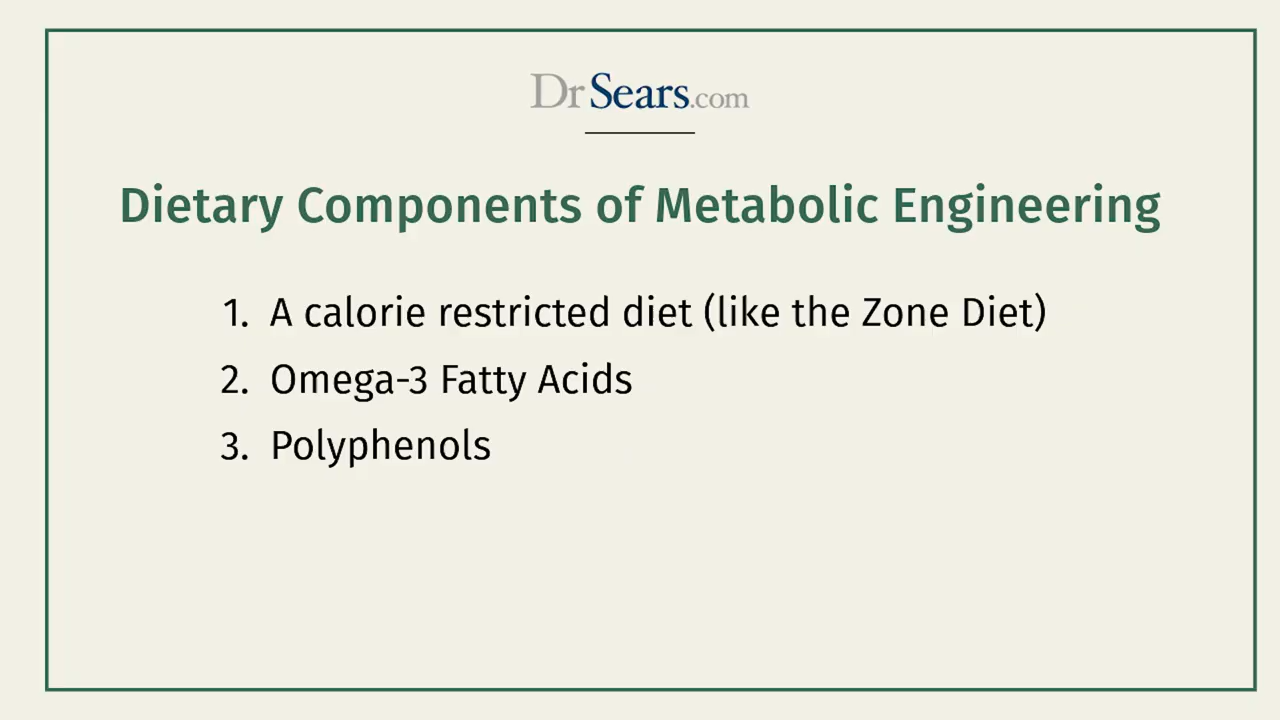 DrSears.com
Dietary Components of Metabolic Engineering
1. A calorie restricted diet (like the Zone Diet)
2. Omega-3 Fatty Acids
3. Polyphenols